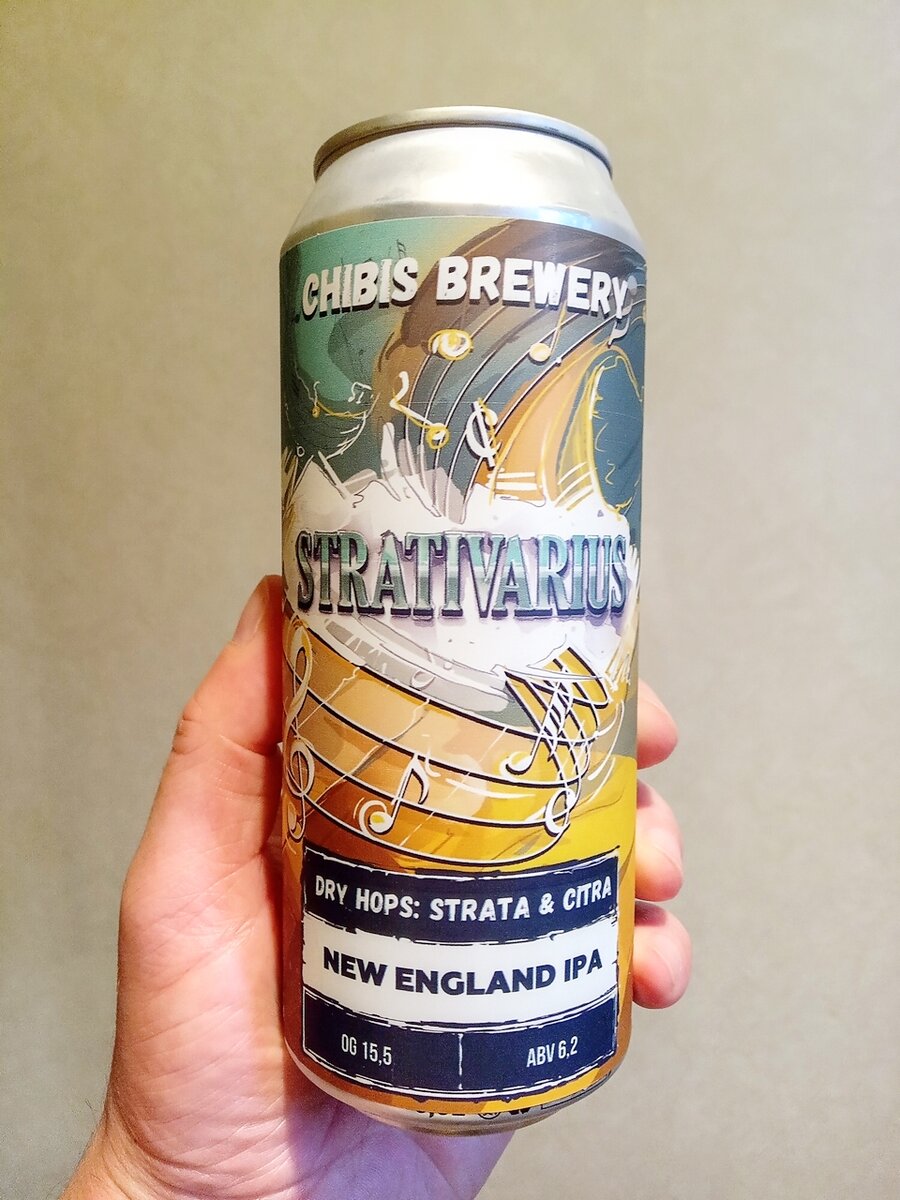 CHIBIS BREWERY
STRATIVARIUS
DRY HOPS: STRATA & CITRA
NEW ENGLAND IPA
OG 15,5
ABV 6,2